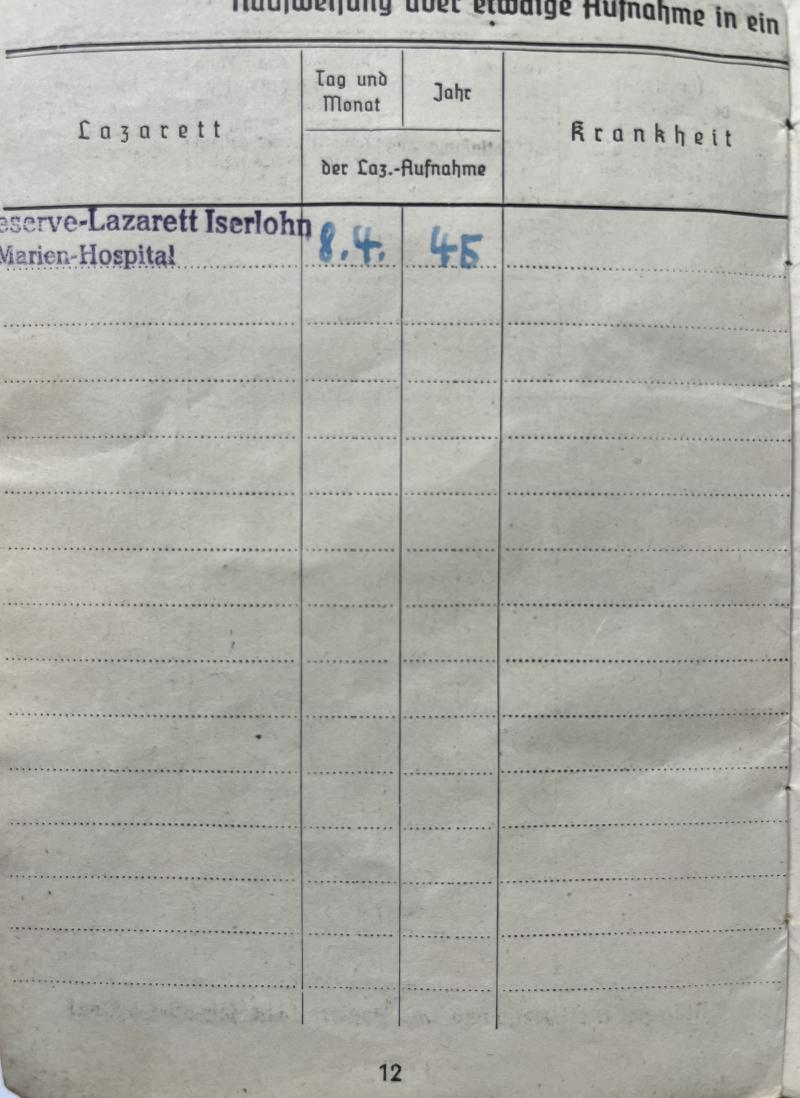 Nachweisung über etwaige Aufnahme in ein
Lazarett
Tag und
Monat
Jahr
der Laz.-Aufnahme
Krankheit
eserve-Lazarett Iserlohn
Marien-Hospital
8.4. 45
12